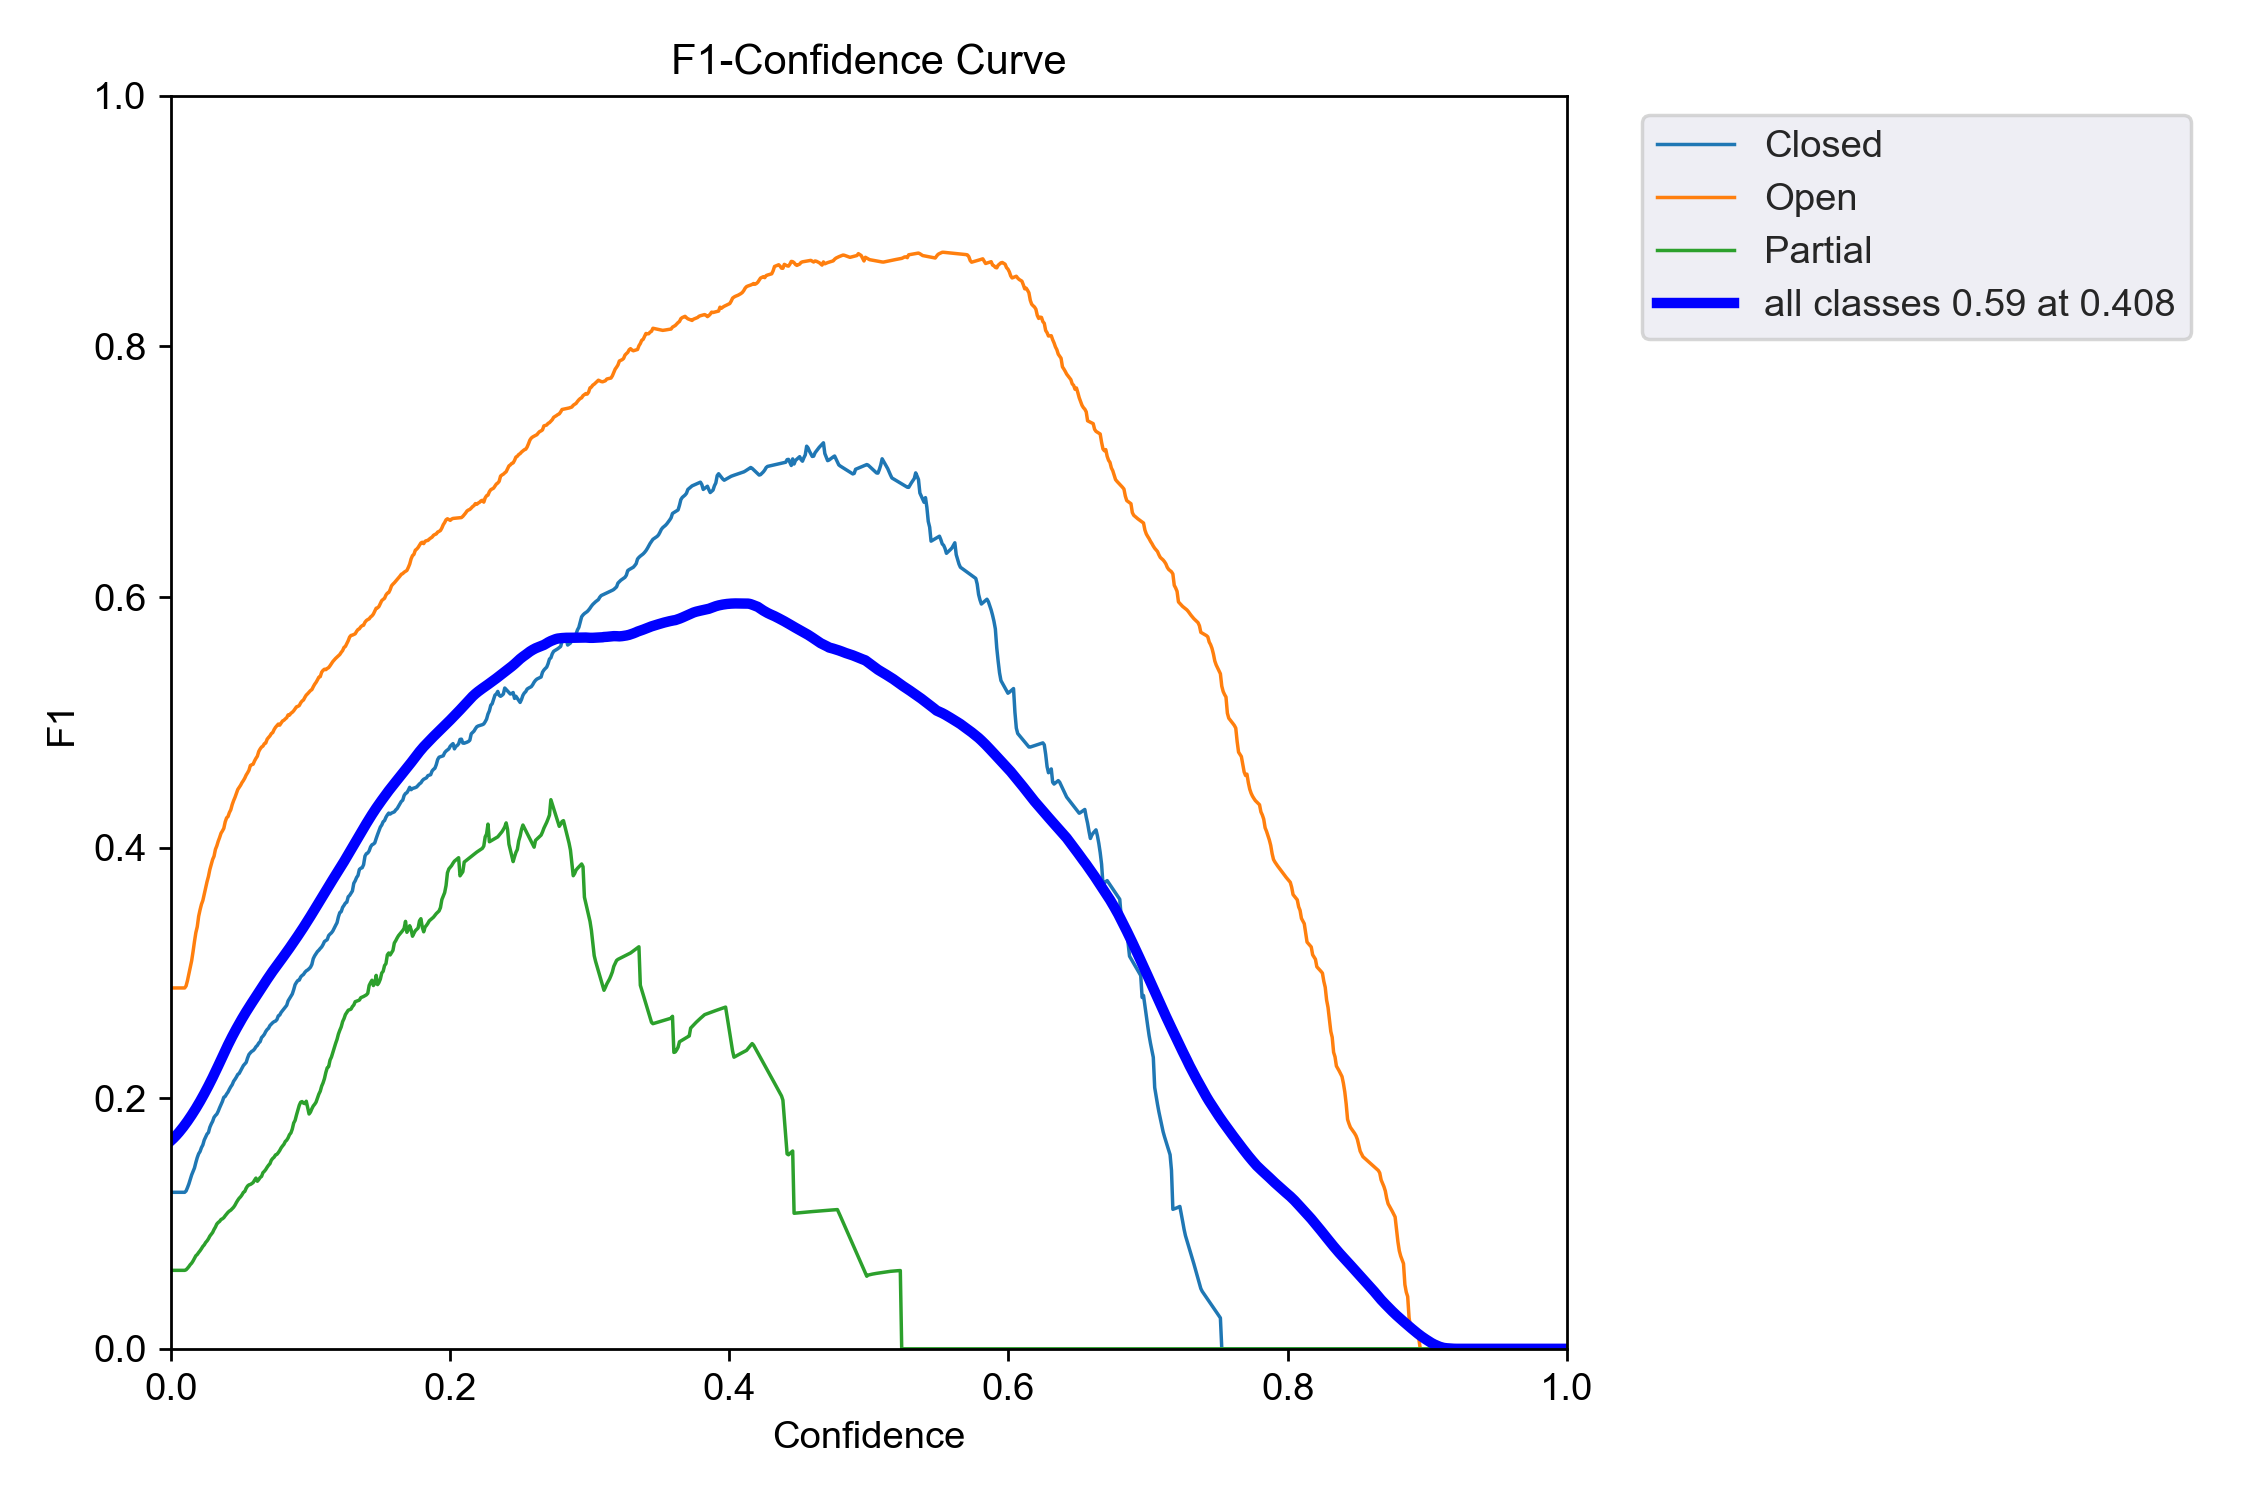 F1-Confidence Curve
1.0
0.8
0.6
0.4
0.2
0.0
F1
0.0 0.2 0.4 0.6 0.8 1.0
Confidence
Closed
Open
Partial
all classes 0.59 at 0.408